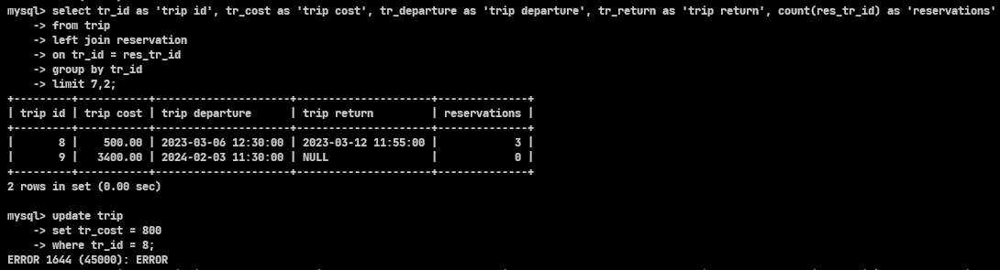 mysql> select tr_id as 'trip id', tr_cost as 'trip cost', tr_departure as 'trip departure', tr_return as 'trip return', count(res_tr_id) as 'reservations'
    -> from trip
    -> left join reservation
    -> on tr_id = res_tr_id
    -> group by tr_id
    -> limit 7,2;
+---------+-----------+---------------------+---------------------+--------------+
| trip id | trip cost | trip departure      | trip return         | reservations |
+---------+-----------+---------------------+---------------------+--------------+
|       8 |    500.00 | 2023-03-06 12:30:00 | 2023-03-12 11:55:00 |            3 |
|       9 |   3400.00 | 2024-02-03 11:30:00 | NULL                |            0 |
+---------+-----------+---------------------+---------------------+--------------+
2 rows in set (0.00 sec)
mysql> update trip
    -> set tr_cost = 800
    -> where tr_id = 8;
ERROR 1644 (45000): ERROR